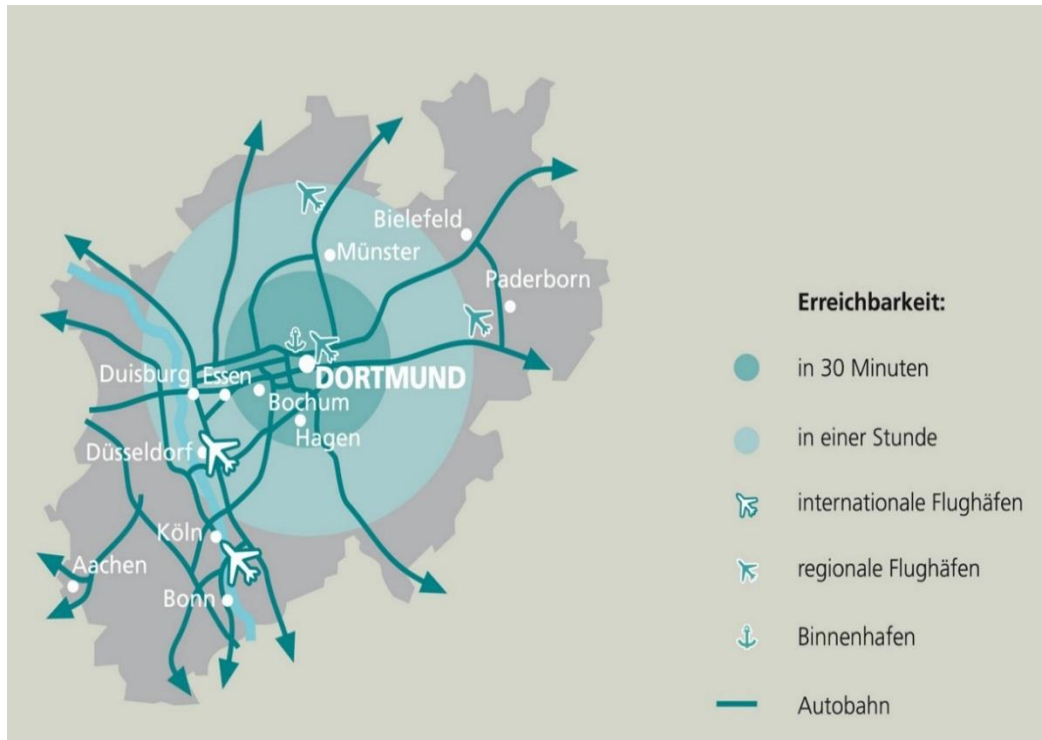 Bielefeld
Münster
Paderborn
Duisburg
Essen
DORTMUND
Bochum
Hagen
Düsseldorf
Köln
Aachen
Bonn
Erreichbarkeit:
in 30 Minuten
in einer Stunde
internationale Flughäfen
regionale Flughäfen
Binnenhafen
Autobahn